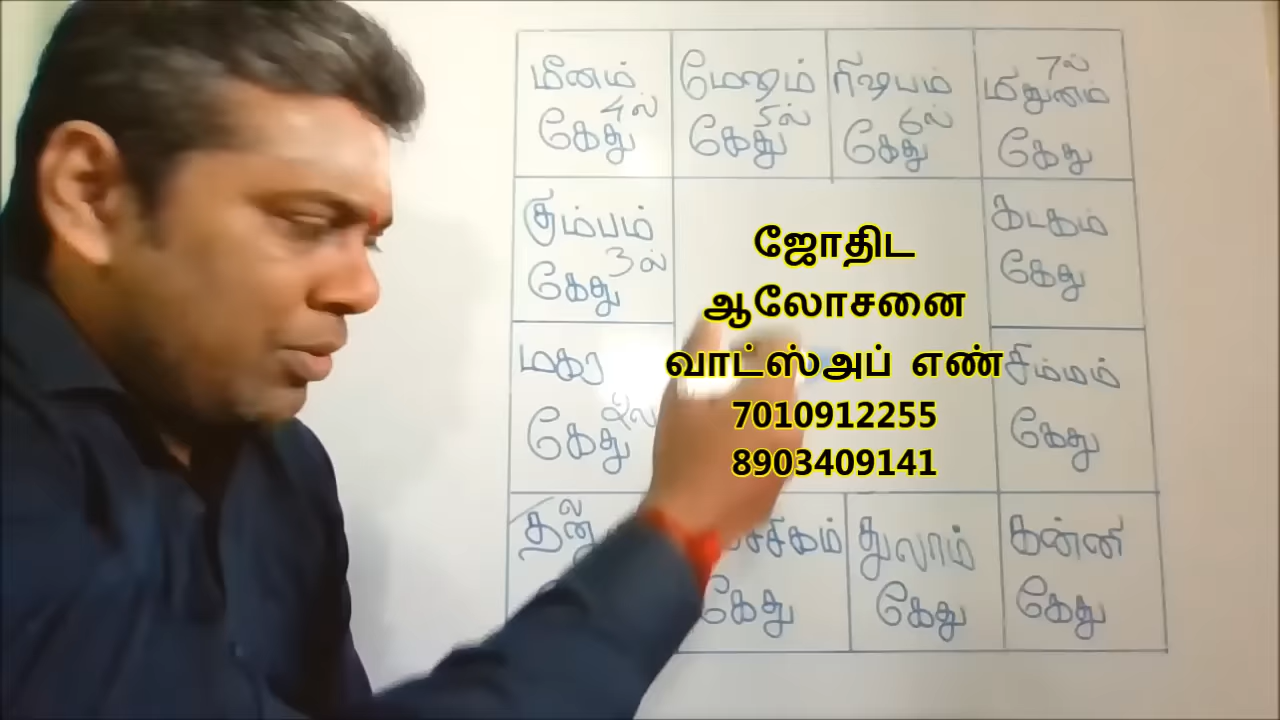 மீனம்
4ல்
கேது
மேஷம்
5ல்
கேது
ரிஷபம்
6ல்
கேது
7ல்
மிதுனம்
கேது
கும்பம்
3ல்
கேது
கடகம்
கேது
ஜோதிட
ஆலோசனை
வாட்ஸ்அப் எண்
7010912255
8903409141
மகர
2ல்
கேது
சிம்மம்
கேது
கேது
துலாம்
கேது
கன்னி
கேது